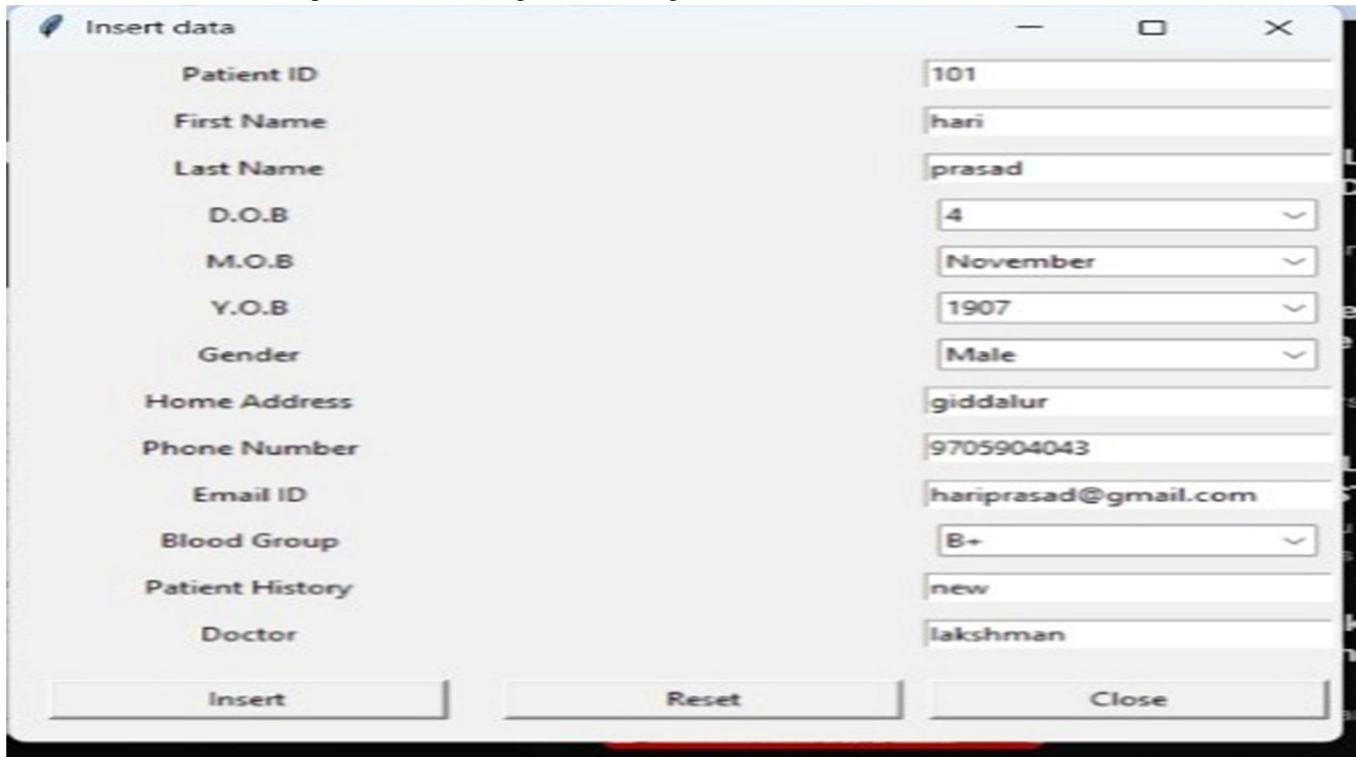 Insert data
Patient ID 101
First Name hari
Last Name prasad
D.O.B 4
M.O.B November
Y.O.B 1907
Gender Male
Home Address giddalur
Phone Number 9705904043
Email ID hariprasad@gmail.com
Blood Group B+
Patient History new
Doctor lakshman
Insert Reset Close